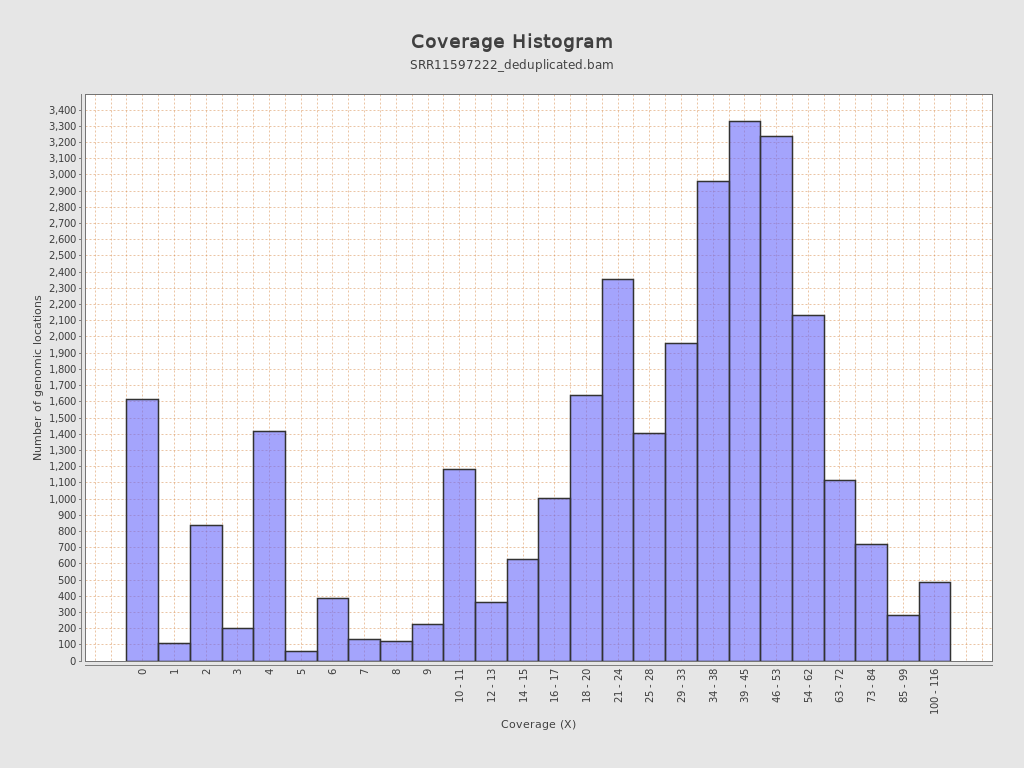 Coverage Histogram
SRR11597222_deduplicated.bam
Number of genomic locations
3,400
3,300
3,200
3,100
3,000
2,900
2,800
2,700
2,600
2,500
2,400
2,300
2,200
2,100
2,000
1,900
1,800
1,700
1,600
1,500
1,400
1,300
1,200
1,100
1,000
900
800
700
600
500
400
300
200
100
0
0
1
2
3
4
5
6
7
8
9
10 - 11
12 - 13
14 - 15
16 - 17
18 - 20
21 - 24
25 - 28
29 - 33
34 - 38
39 - 45
46 - 53
54 - 62
63 - 72
73 - 84
85 - 99
100 - 116
Coverage (X)